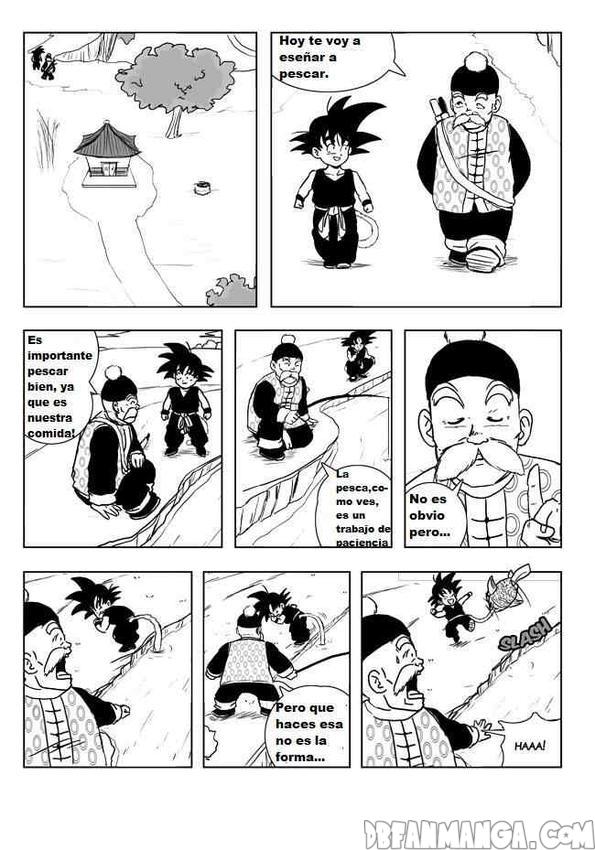 Hoy te voy a
eseñar a
pescar.
Es
importante
pescar
bien, ya
que es
nuestra
comida!
La
pesca,co-
mo ves,
es un
trabajo de
paciencia
No es
obvio
pero...
Pero que
haces esa
no es la
forma...
SLASH
HAAA!
DBFANMANGA.COM